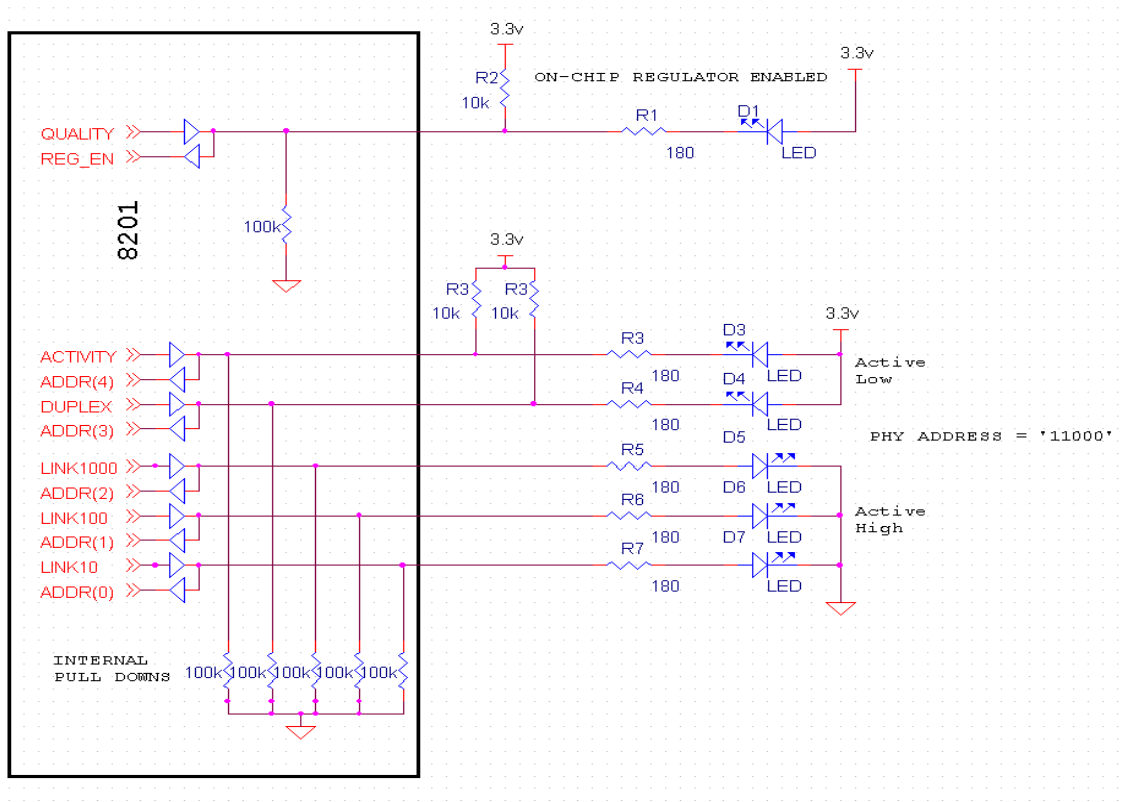 3.3v
3.3v
R2
ON-CHIP REGULATOR ENABLED
10k
R1
D1
QUALITY
180
LED
REG_EN
8201
100k
3.3v
R3
R3
10k
10k
3.3v
R3
D3
ACTIVITY
Active
Low
180
LED
ADDR(4)
R4
D4
DUPLEX
180
LED
ADDR(3)
D5
PHY ADDRESS = '11000'
R5
LINK1000
180
LED
ADDR(2)
R6
D6
LINK100
Active
High
180
LED
ADDR(1)
R7
D7
LINK10
180
LED
ADDR(0)
INTERNAL
PULL DOWNS
100k
100k
100k
100k
100k